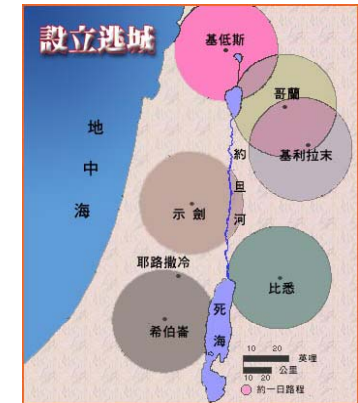 設立逃城
基低斯
哥蘭
基利拉末
地中海
約旦河
示劍
耶路撒冷
比悉
死海
希伯崙
10 20
英哩
公里
10 20
約一日路程